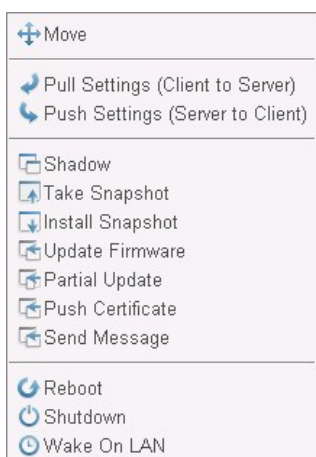 Move
Pull Settings (Client to Server)
Push Settings (Server to Client)
Shadow
Take Snapshot
Install Snapshot
Update Firmware
Partial Update
Push Certificate
Send Message
Reboot
Shutdown
Wake On LAN